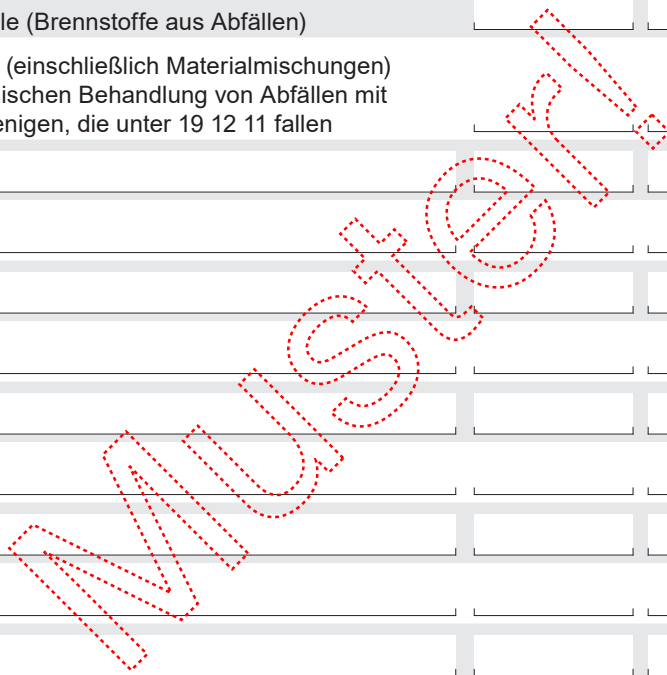 le (Brennstoffe aus Abfällen)
(einschließlich Materialmischungen)
ischen Behandlung von Abfällen mit
enigen, die unter 19 12 11 fallen
Muster!